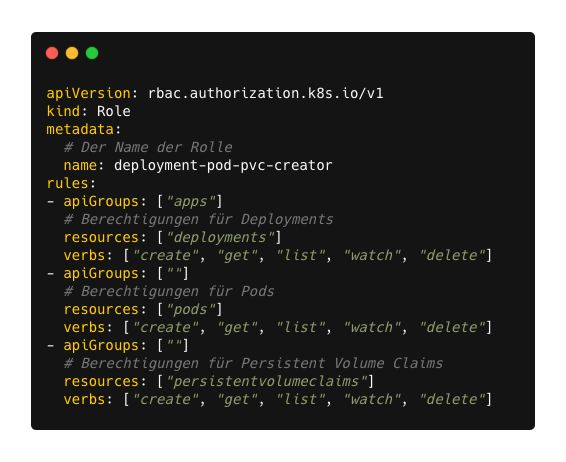 apiVersion: rbac.authorization.k8s.io/v1
kind: Role
metadata:
  # Der Name der Rolle
  name: deployment-pod-pvc-creator
rules:
- apiGroups: ["apps"]
  # Berechtigungen für Deployments
  resources: ["deployments"]
  verbs: ["create", "get", "list", "watch", "delete"]
- apiGroups: [""]
  # Berechtigungen für Pods
  resources: ["pods"]
  verbs: ["create", "get", "list", "watch", "delete"]
- apiGroups: [""]
  # Berechtigungen für Persistent Volume Claims
  resources: ["persistentvolumeclaims"]
  verbs: ["create", "get", "list", "watch", "delete"]